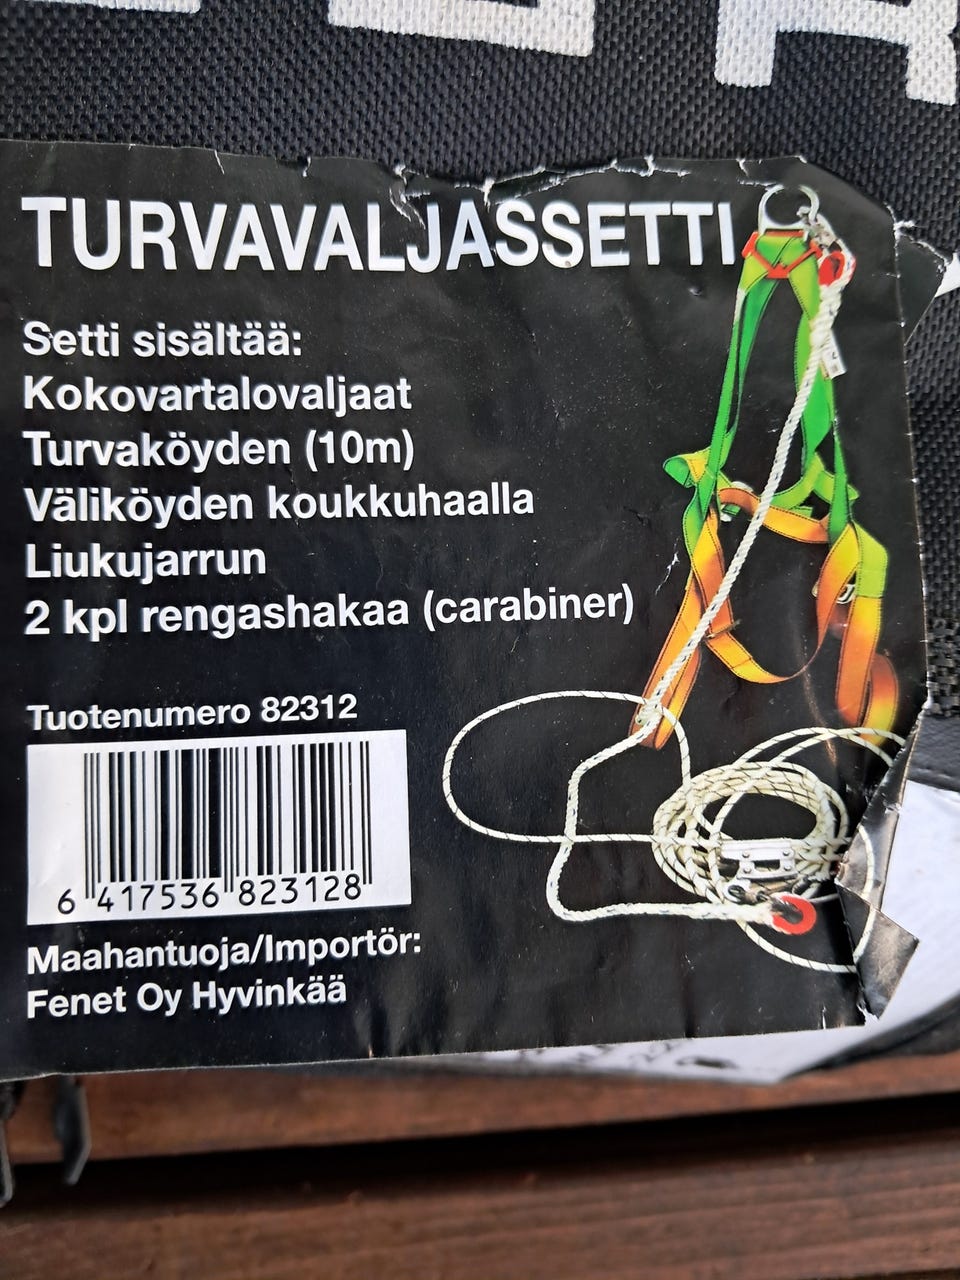 TURVAVALJASSETTI
Setti sisältää:
Kokovartalovaljaat
Turvaköyden (10m)
Väliköyden koukkuhaalla
Liukujarrun
2 kpl rengashakaa (carabiner)
Tuotenumero 82312
6 417536 823128
Maahantuoja/Importör:
Fenet Oy Hyvinkää